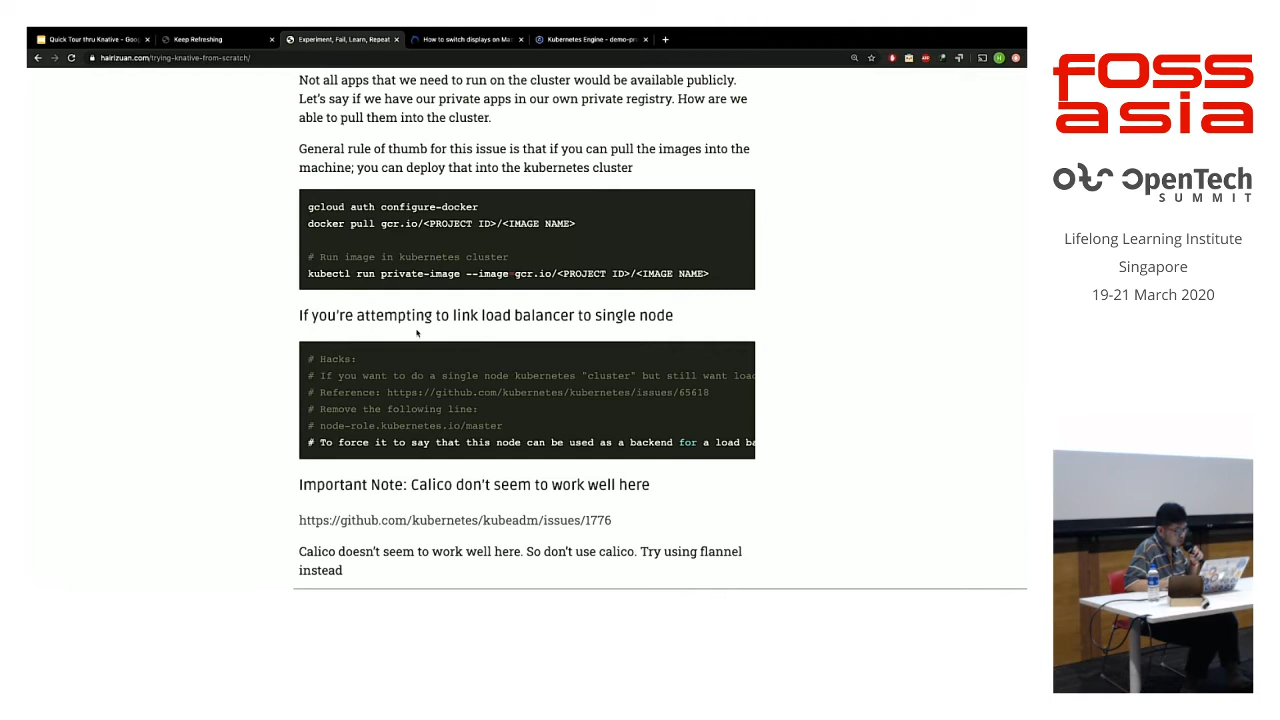 Quick Tour thru Knative - Goo
Keep Refreshing
Experiment, Fail, Learn, Repeat
How to switch displays on Ma
Kubernetes Engine - demo-pr
hairizuan.com/trying-knative-from-scratch/
Not all apps that we need to run on the cluster would be available publicly.
Let's say if we have our private apps in our own private registry. How are we
able to pull them into the cluster.
General rule of thumb for this issue is that if you can pull the images into the
machine; you can deploy that into the kubernetes cluster
gcloud auth configure-docker
docker pull gcr.io/<PROJECT ID>/<IMAGE NAME>
# Run image in kubernetes cluster
kubectl run private-image --image=gcr.io/<PROJECT ID>/<IMAGE NAME>
If you're attempting to link load balancer to single node
# Hacks:
# If you want to do a single node kubernetes "cluster" but still want load
# Reference: https://github.com/kubernetes/kubernetes/issues/65618
# Remove the following line:
# node-role.kubernetes.io/master
# To force it to say that this node can be used as a backend for a load ba
Important Note: Calico don't seem to work well here
https://github.com/kubernetes/kubeadm/issues/1776
Calico doesn't seem to work well here. So don't use calico. Try using flannel
instead
FOSS
asia
OpenTech
SUMMIT
Lifelong Learning Institute
Singapore
19-21 March 2020